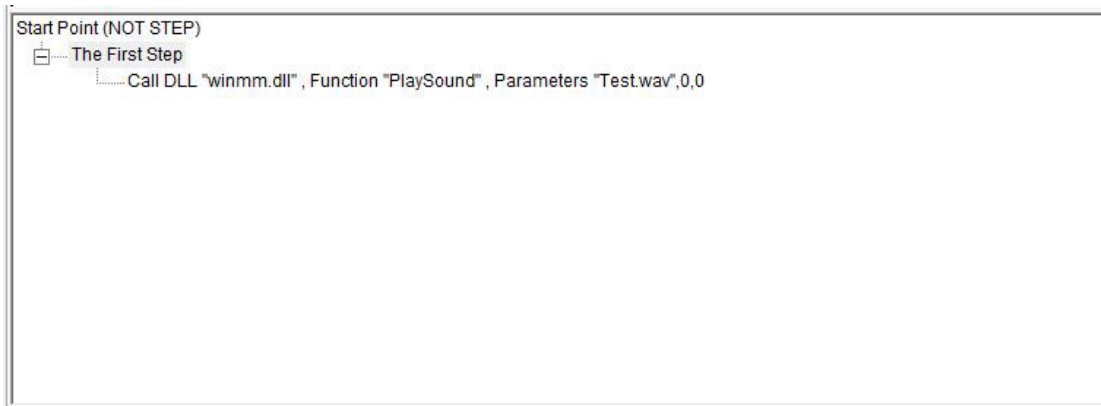 Start Point (NOT STEP)
The First Step
Call DLL "winmm.dll" , Function "PlaySound" , Parameters "Test.wav",0,0